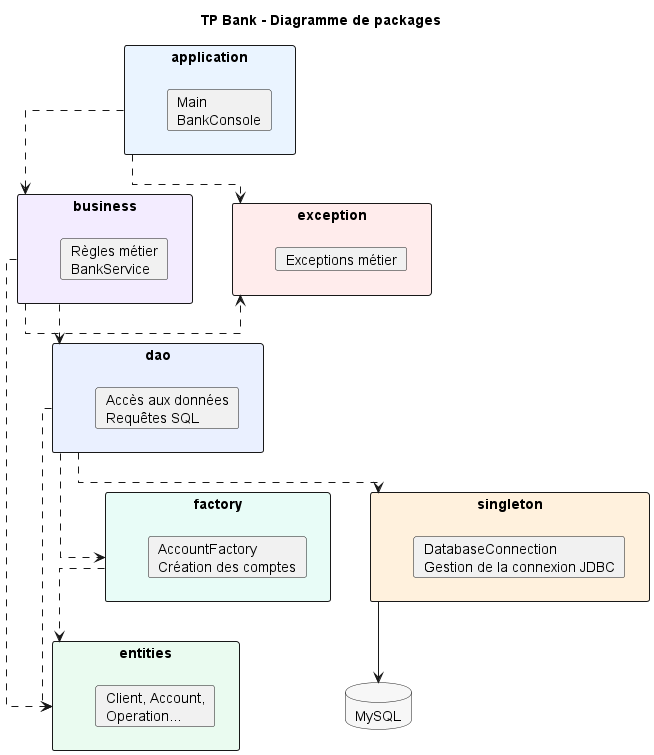 TP Bank - Diagramme de packages
application
Main
BankConsole
business
Règles métier
BankService
exception
Exceptions métier
dao
Accès aux données
Requêtes SQL
factory
AccountFactory
Création des comptes
singleton
DatabaseConnection
Gestion de la connexion JDBC
entities
Client, Account,
Operation...
MySQL